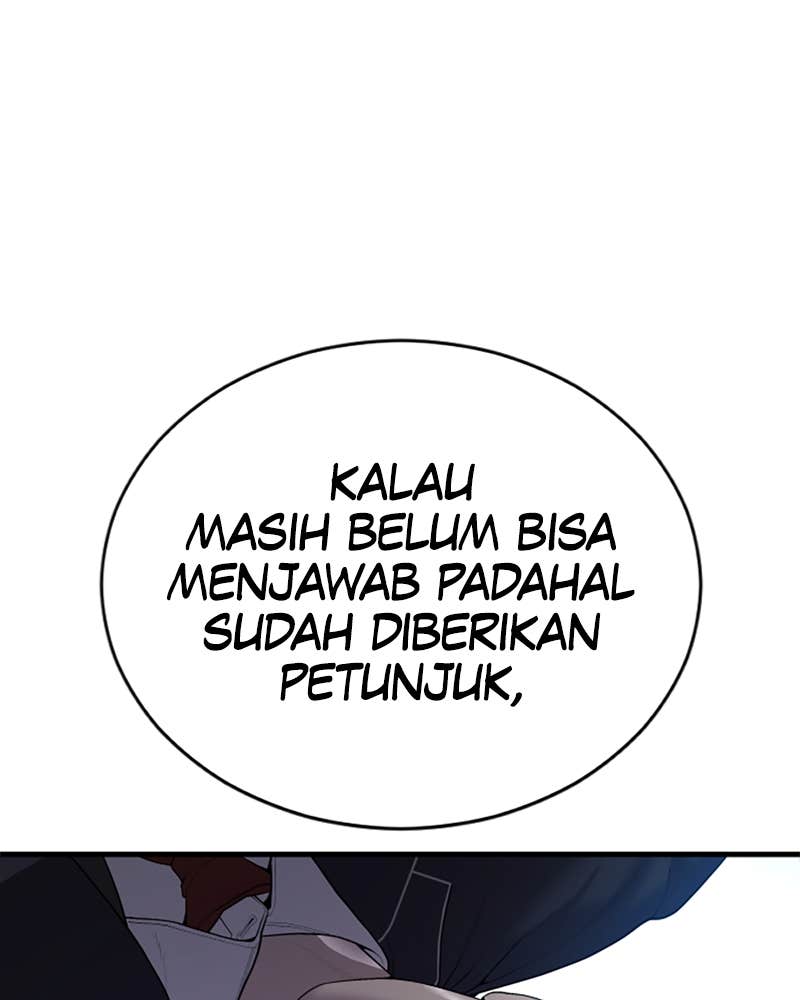 KALAU
MASIH BELUM BISA
MENJAWAB PADAHAL
SUDAH DIBERIKAN
PETUNJUK,